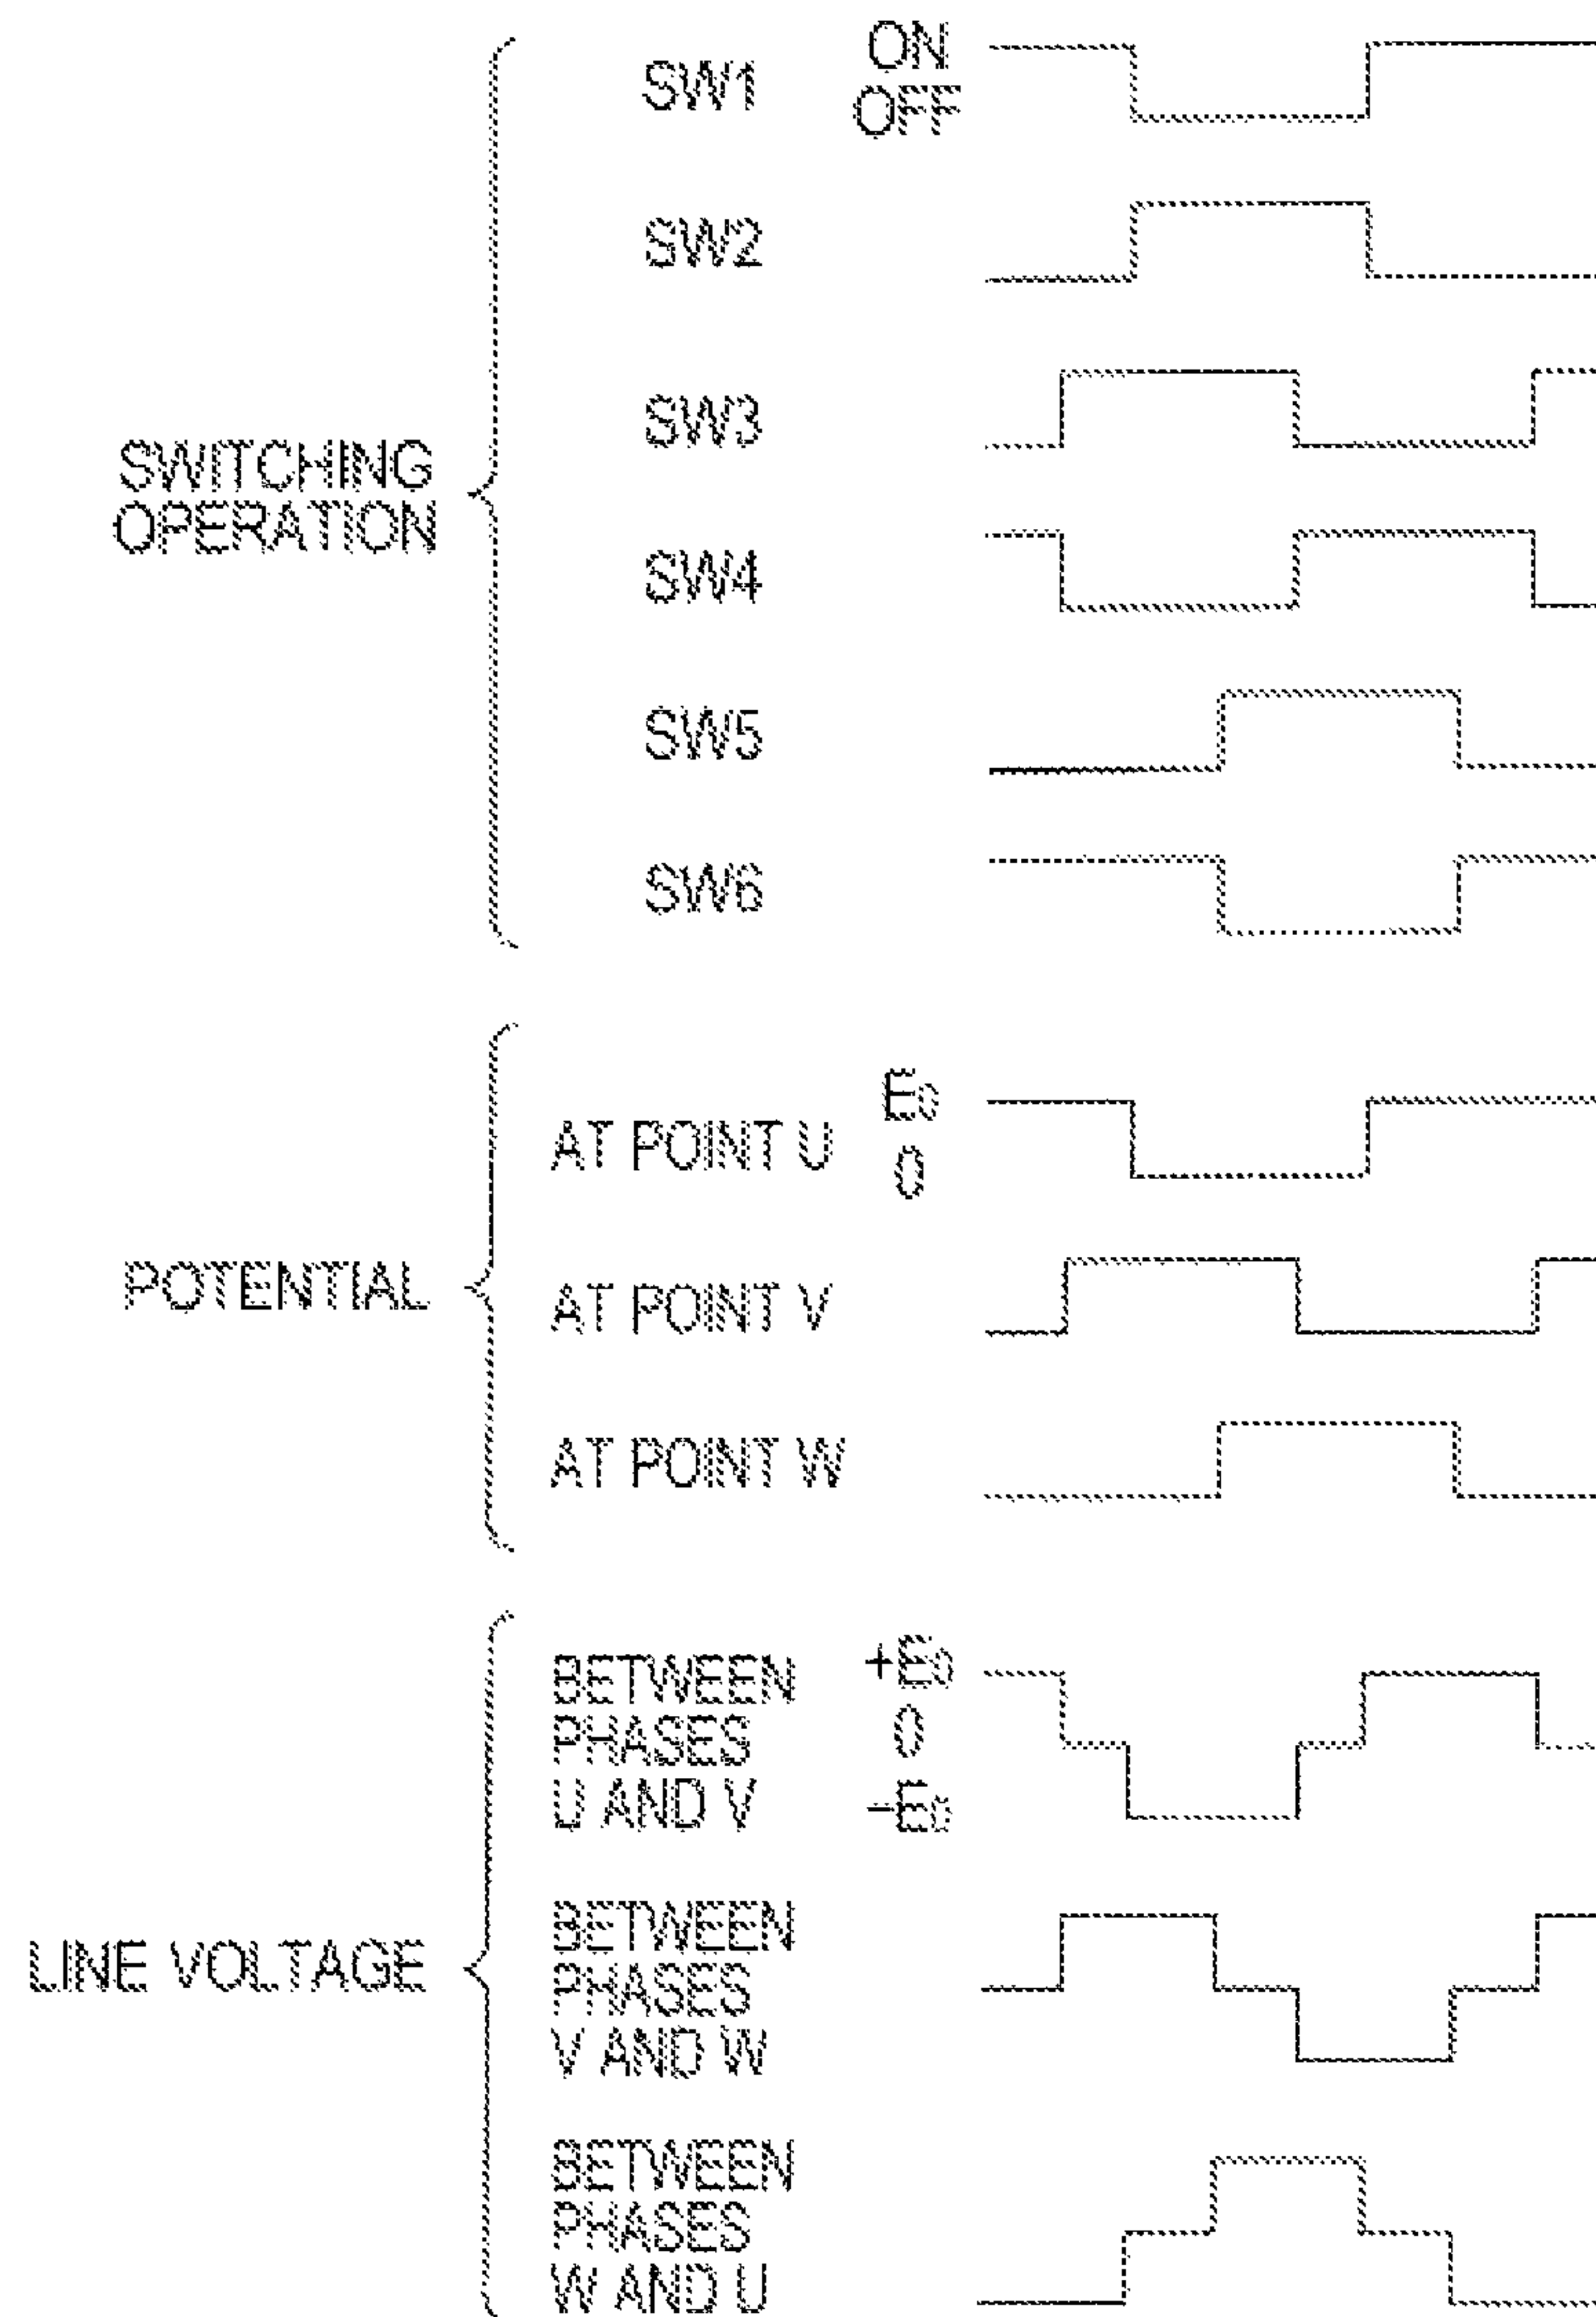 SWITCHING
OPERATION
SW1
ON
OFF
SW2
SW3
SW4
SW5
SW6
POTENTIAL
AT POINT U
E0
0
AT POINT V
AT POINT W
LINE VOLTAGE
BETWEEN
PHASES
U AND V
+E0
0
-E0
BETWEEN
PHASES
V AND W
BETWEEN
PHASES
W AND U